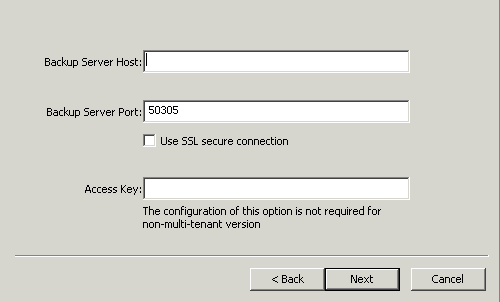 Backup Server Host:
Backup Server Port: 50305
Use SSL secure connection
Access Key:
The configuration of this option is not required for
non-multi-tenant version
< Back Next Cancel